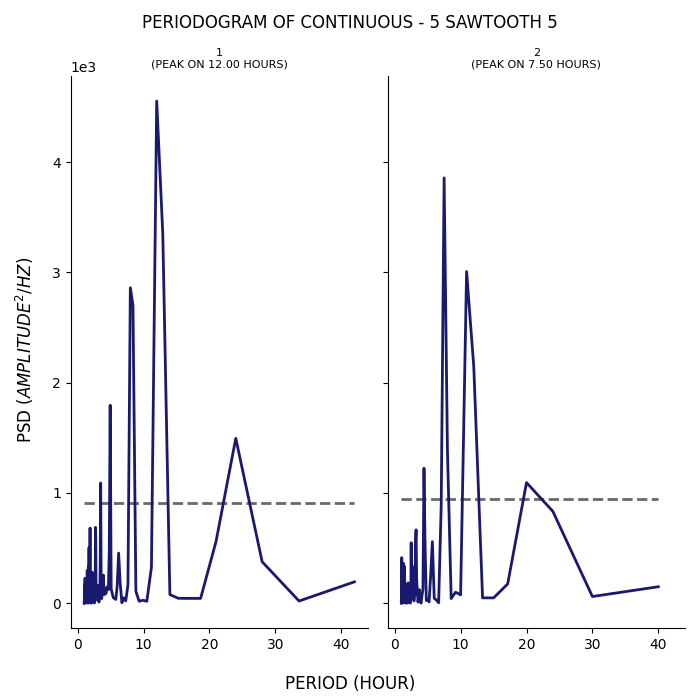 PERIODOGRAM OF CONTINUOUS - 5 SAWTOOTH 5
1
(PEAK ON 12.00 HOURS)
2
(PEAK ON 7.50 HOURS)
1e3
4
3
2
1
0
PSD (AMPLITUDE²/HZ)
0 10 20 30 40
0 10 20 30 40
PERIOD (HOUR)